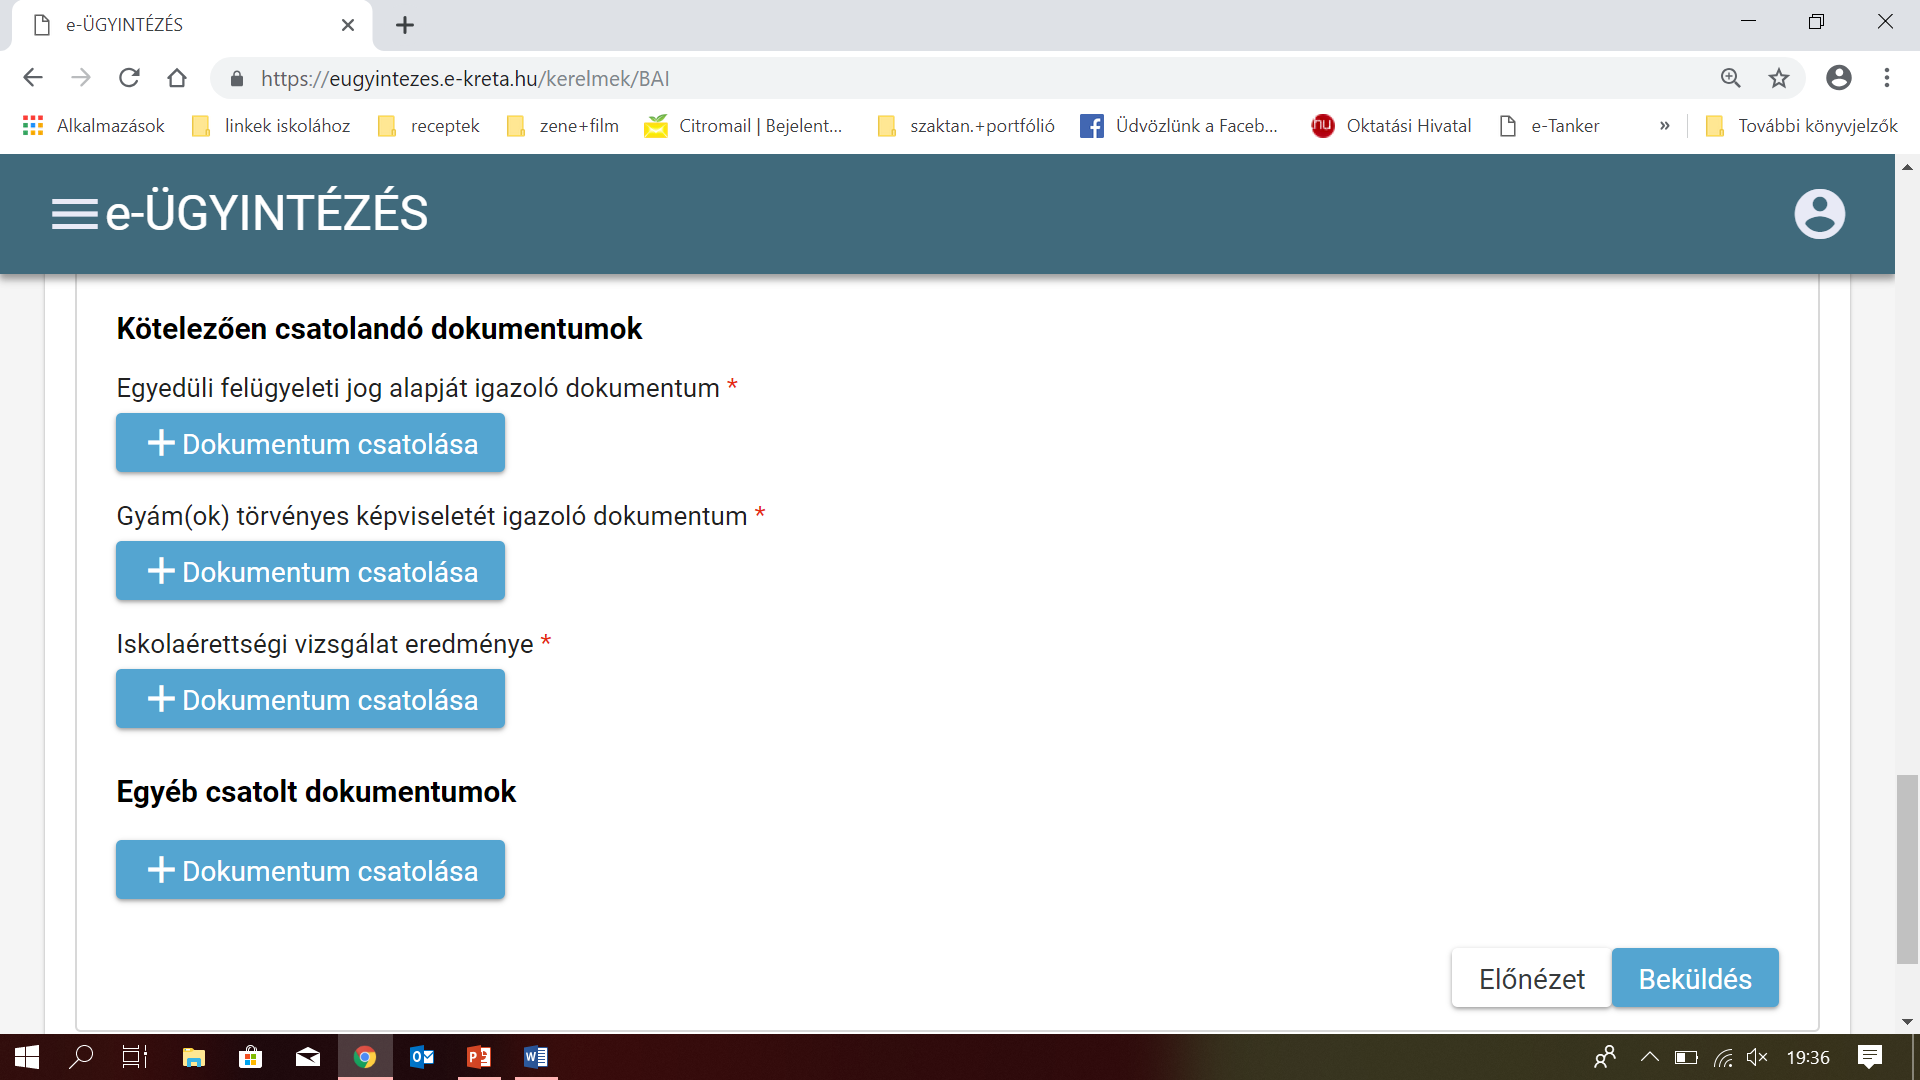 e-ÜGYINTÉZÉS
https://eugyintezes.e-kreta.hu/kerelmek/BAI
Alkalmazások linkek iskolához receptek zene+film Citromail | Bejelent... szaktan.+portfólió Üdvözlünk a Faceb... Oktatási Hivatal e-Tanker » További könyvjelzők
e-ÜGYINTÉZÉS
Kötelezően csatolandó dokumentumok
Egyedüli felügyeleti jog alapját igazoló dokumentum *
Dokumentum csatolása
Gyám(ok) törvényes képviseletét igazoló dokumentum *
Dokumentum csatolása
Iskolaérettségi vizsgálat eredménye *
Dokumentum csatolása
Egyéb csatolt dokumentumok
Dokumentum csatolása
Előnézet Beküldés
19:36